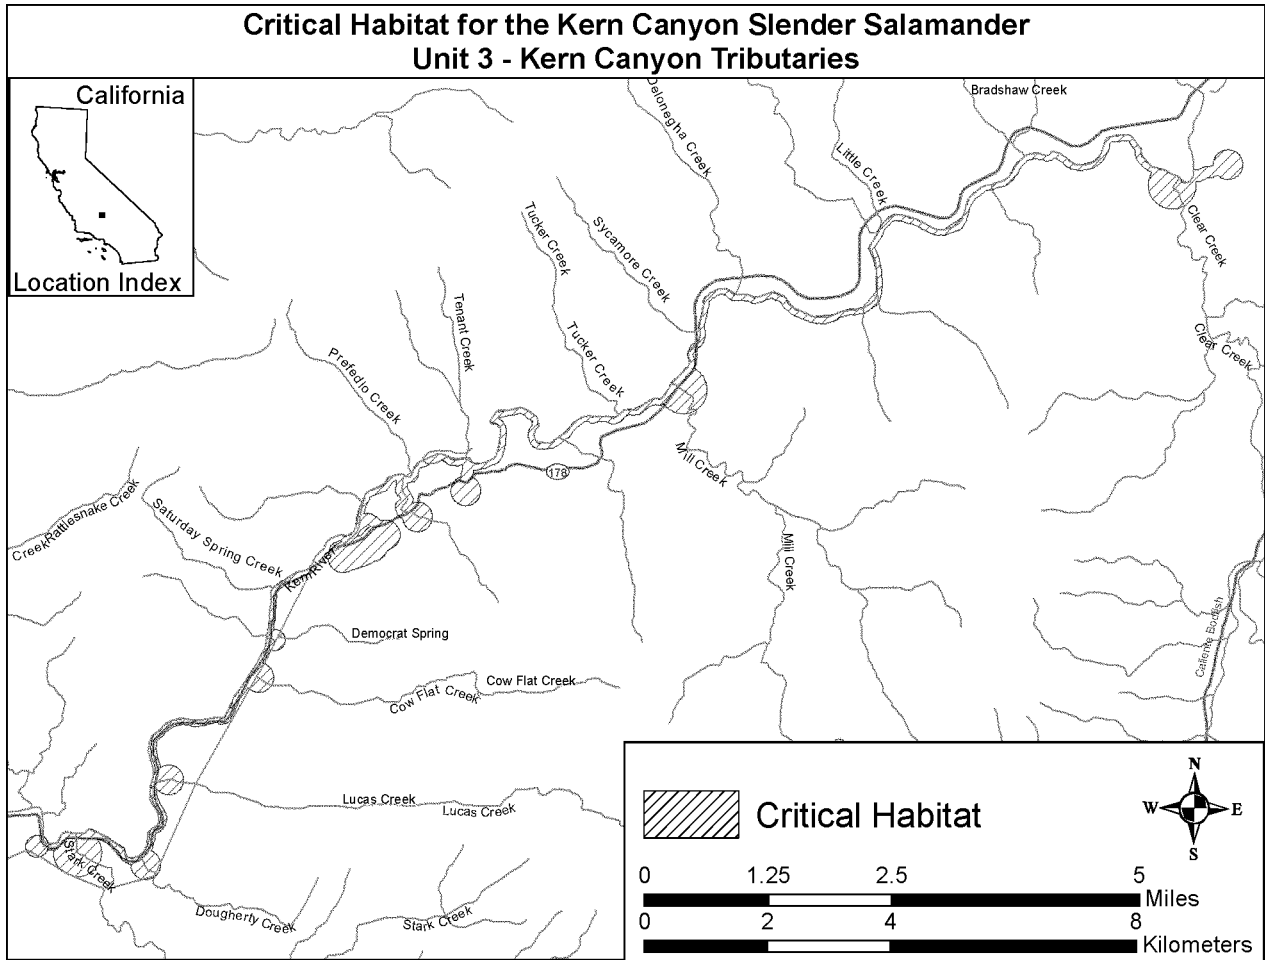 Critical Habitat for the Kern Canyon Slender Salamander
Unit 3 - Kern Canyon Tributaries
California
Location Index
Delonegha Creek
Bradshaw Creek
Little Creek
Tucker Creek
Sycamore Creek
Clear Creek
Tenant Creek
Tucker Creek
Clear Creek
Prefedio Creek
178
Mill Creek
Creek
Rattlesnake Creek
Saturday Spring Creek
Mill Creek
Kern River
Democrat Spring
Caliente Bodfish
Cow Flat Creek
Cow Flat Creek
Lucas Creek
Lucas Creek
Stark Creek
Dougherty Creek
Stark Creek
Critical Habitat
N
W
E
S
0 1.25 2.5 5
Miles
0 2 4 8
Kilometers